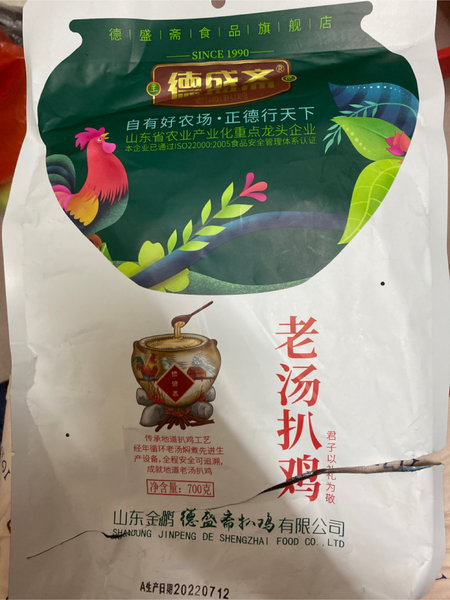 德盛斋食品旗舰店
SINCE 1990
德成文®
自有好农场·正德行天下
山东省农业产业化重点龙头企业
本企业已通过ISO22000:2005食品安全管理体系认证
老汤扒鸡
君子以礼为敬
德盛斋
传承地道扒鸡工艺
经年循环老汤焖煮先进生
产设备,全程安全可追溯,
成就地道老汤扒鸡
净含量:700克
山东金鹏德盛斋扒鸡有限公司
SHANDONG JINPENG DE SHENGZHAI FOOD CO.,LTD
A生产日期20220712